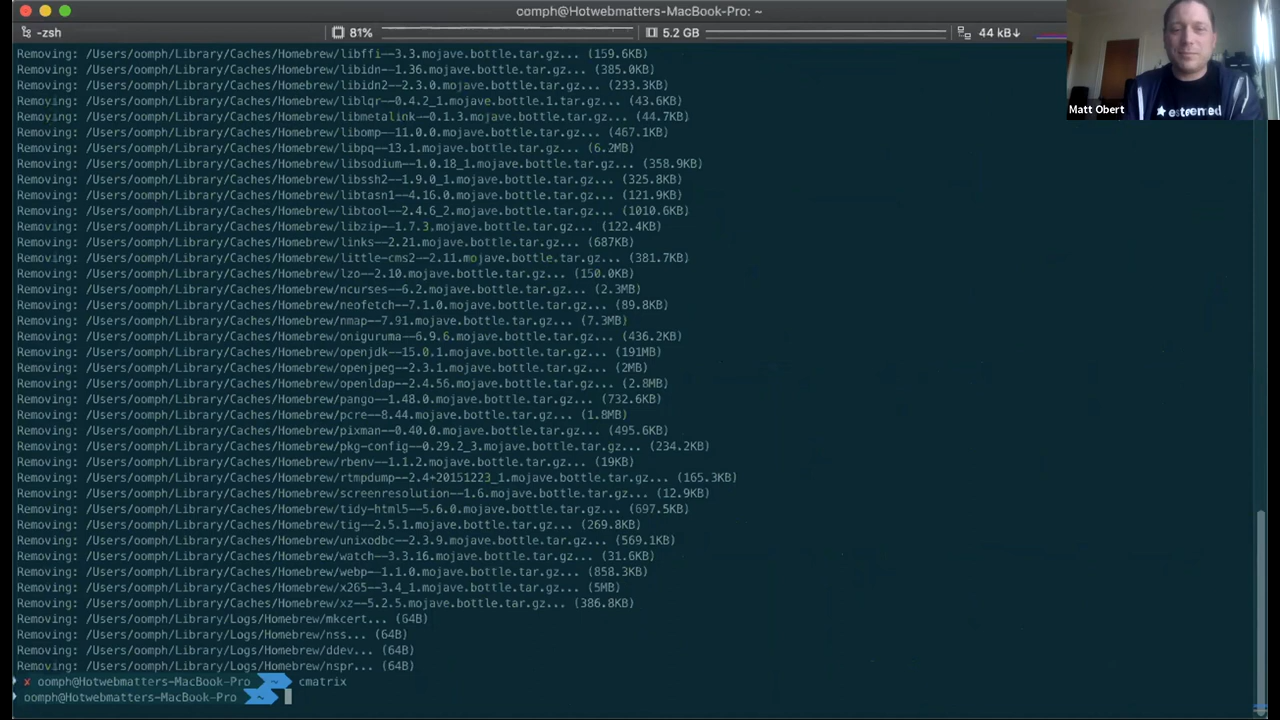 oomph@Hotwebmatters-MacBook-Pro: ~
-zsh 81% 5.2 GB 44 kB↓
Matt Obert
Removing: /Users/oomph/Library/Caches/Homebrew/libffi--3.3.mojave.bottle.tar.gz... (159.6KB)
Removing: /Users/oomph/Library/Caches/Homebrew/libidn--1.36.mojave.bottle.tar.gz... (385.0KB)
Removing: /Users/oomph/Library/Caches/Homebrew/libidn2--2.3.0.mojave.bottle.tar.gz... (233.3KB)
Removing: /Users/oomph/Library/Caches/Homebrew/liblqr--0.4.2_1.mojave.bottle.1.tar.gz... (43.6KB)
Removing: /Users/oomph/Library/Caches/Homebrew/libmetalink--0.1.3.mojave.bottle.tar.gz... (44.7KB)
Removing: /Users/oomph/Library/Caches/Homebrew/libomp--11.0.0.mojave.bottle.tar.gz... (467.1KB)
Removing: /Users/oomph/Library/Caches/Homebrew/libpq--13.1.mojave.bottle.tar.gz... (6.2MB)
Removing: /Users/oomph/Library/Caches/Homebrew/libsodium--1.0.18_1.mojave.bottle.tar.gz... (358.9KB)
Removing: /Users/oomph/Library/Caches/Homebrew/libssh2--1.9.0_1.mojave.bottle.tar.gz... (325.8KB)
Removing: /Users/oomph/Library/Caches/Homebrew/libtasn1--4.16.0.mojave.bottle.tar.gz... (121.9KB)
Removing: /Users/oomph/Library/Caches/Homebrew/libtool--2.4.6_2.mojave.bottle.tar.gz... (1010.6KB)
Removing: /Users/oomph/Library/Caches/Homebrew/libzip--1.7.3.mojave.bottle.tar.gz... (122.4KB)
Removing: /Users/oomph/Library/Caches/Homebrew/links--2.21.mojave.bottle.tar.gz... (687KB)
Removing: /Users/oomph/Library/Caches/Homebrew/little-cms2--2.11.mojave.bottle.tar.gz... (381.7KB)
Removing: /Users/oomph/Library/Caches/Homebrew/lzo--2.10.mojave.bottle.tar.gz... (150.0KB)
Removing: /Users/oomph/Library/Caches/Homebrew/ncurses--6.2.mojave.bottle.tar.gz... (2.3MB)
Removing: /Users/oomph/Library/Caches/Homebrew/neofetch--7.1.0.mojave.bottle.tar.gz... (89.8KB)
Removing: /Users/oomph/Library/Caches/Homebrew/nmap--7.91.mojave.bottle.tar.gz... (7.3MB)
Removing: /Users/oomph/Library/Caches/Homebrew/oniguruma--6.9.6.mojave.bottle.tar.gz... (436.2KB)
Removing: /Users/oomph/Library/Caches/Homebrew/openjdk--15.0.1.mojave.bottle.tar.gz... (191MB)
Removing: /Users/oomph/Library/Caches/Homebrew/openjpeg--2.3.1.mojave.bottle.tar.gz... (2MB)
Removing: /Users/oomph/Library/Caches/Homebrew/openldap--2.4.56.mojave.bottle.tar.gz... (2.8MB)
Removing: /Users/oomph/Library/Caches/Homebrew/pango--1.48.0.mojave.bottle.tar.gz... (732.6KB)
Removing: /Users/oomph/Library/Caches/Homebrew/pcre--8.44.mojave.bottle.tar.gz... (1.8MB)
Removing: /Users/oomph/Library/Caches/Homebrew/pixman--0.40.0.mojave.bottle.tar.gz... (495.6KB)
Removing: /Users/oomph/Library/Caches/Homebrew/pkg-config--0.29.2_3.mojave.bottle.tar.gz... (234.2KB)
Removing: /Users/oomph/Library/Caches/Homebrew/rbenv--1.1.2.mojave.bottle.tar.gz... (19KB)
Removing: /Users/oomph/Library/Caches/Homebrew/rtmpdump--2.4+20151223_1.mojave.bottle.tar.gz... (165.3KB)
Removing: /Users/oomph/Library/Caches/Homebrew/screenresolution--1.6.mojave.bottle.tar.gz... (12.9KB)
Removing: /Users/oomph/Library/Caches/Homebrew/tidy-html5--5.6.0.mojave.bottle.tar.gz... (697.5KB)
Removing: /Users/oomph/Library/Caches/Homebrew/tig--2.5.1.mojave.bottle.tar.gz... (269.8KB)
Removing: /Users/oomph/Library/Caches/Homebrew/unixodbc--2.3.9.mojave.bottle.tar.gz... (569.1KB)
Removing: /Users/oomph/Library/Caches/Homebrew/watch--3.3.16.mojave.bottle.tar.gz... (31.6KB)
Removing: /Users/oomph/Library/Caches/Homebrew/webp--1.1.0.mojave.bottle.tar.gz... (858.3KB)
Removing: /Users/oomph/Library/Caches/Homebrew/x265--3.4_1.mojave.bottle.tar.gz... (5MB)
Removing: /Users/oomph/Library/Caches/Homebrew/xz--5.2.5.mojave.bottle.tar.gz... (386.8KB)
Removing: /Users/oomph/Library/Logs/Homebrew/mkcert... (64B)
Removing: /Users/oomph/Library/Logs/Homebrew/nss... (64B)
Removing: /Users/oomph/Library/Logs/Homebrew/ddev... (64B)
Removing: /Users/oomph/Library/Logs/Homebrew/nspr... (64B)
✘ oomph@Hotwebmatters-MacBook-Pro ~ cmatrix
oomph@Hotwebmatters-MacBook-Pro ~